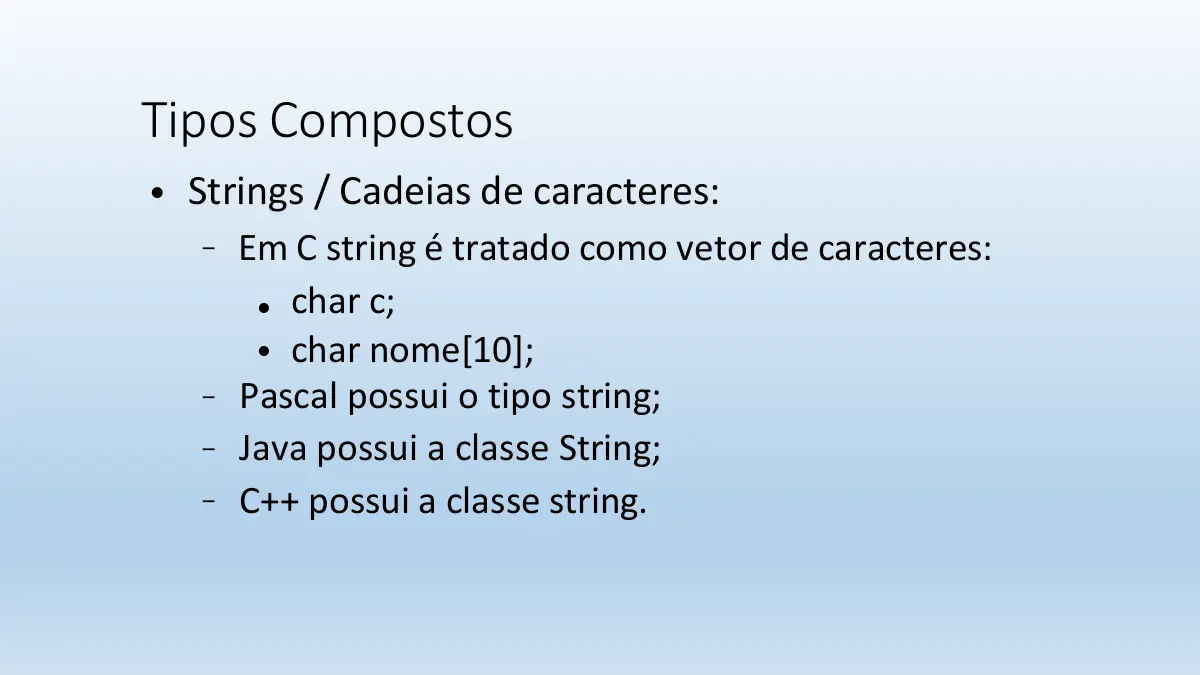 Tipos Compostos
• Strings / Cadeias de caracteres:
– Em C string é tratado como vetor de caracteres:
• char c;
• char nome[10];
– Pascal possui o tipo string;
– Java possui a classe String;
– C++ possui a classe string.